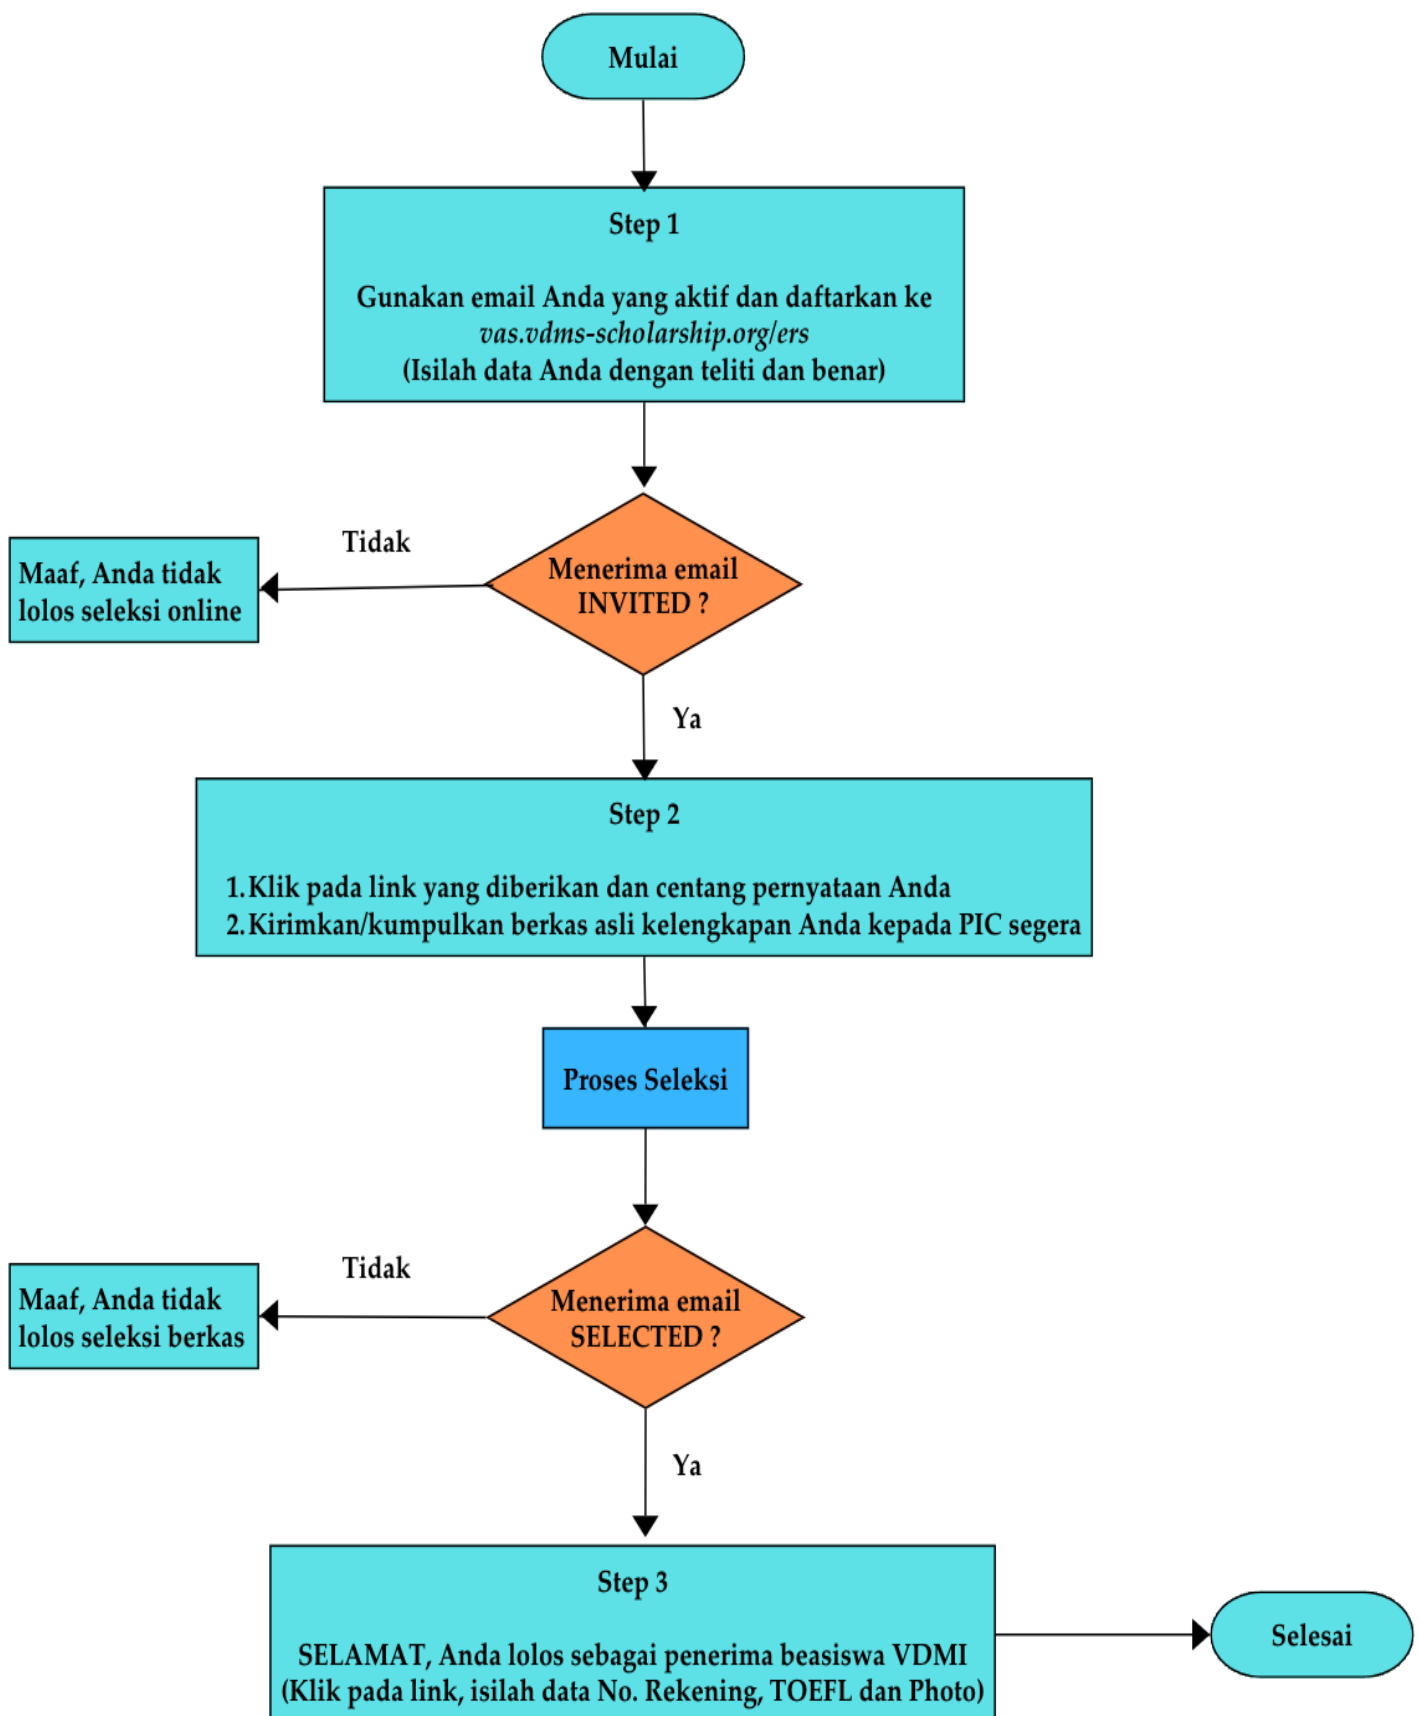 Mulai
Step 1
Gunakan email Anda yang aktif dan daftarkan ke
vas.vdms-scholarship.org/ers
(Isilah data Anda dengan teliti dan benar)
Tidak
Menerima email
INVITED ?
Maaf, Anda tidak
lolos seleksi online
Ya
Step 2
1. Klik pada link yang diberikan dan centang pernyataan Anda
2. Kirimkan/kumpulkan berkas asli kelengkapan Anda kepada PIC segera
Proses Seleksi
Tidak
Menerima email
SELECTED ?
Maaf, Anda tidak
lolos seleksi berkas
Ya
Step 3
SELAMAT, Anda lolos sebagai penerima beasiswa VDMI
(Klik pada link, isilah data No. Rekening, TOEFL dan Photo)
Selesai